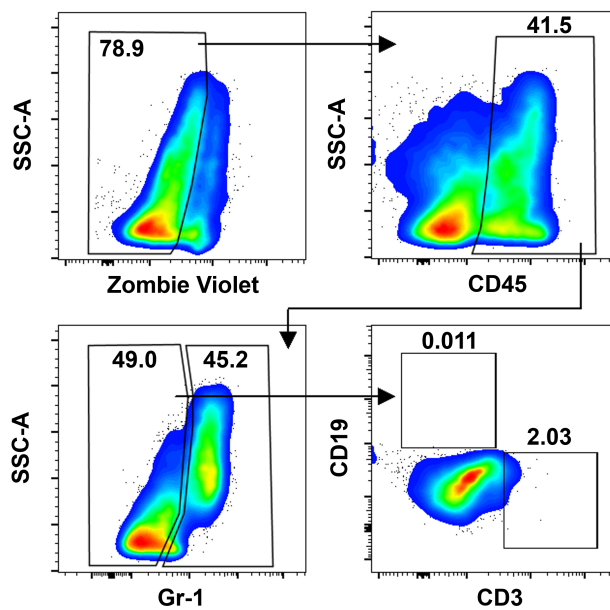 78.9
SSC-A
Zombie Violet
41.5
SSC-A
CD45
49.0
45.2
SSC-A
Gr-1
0.011
2.03
CD19
CD3